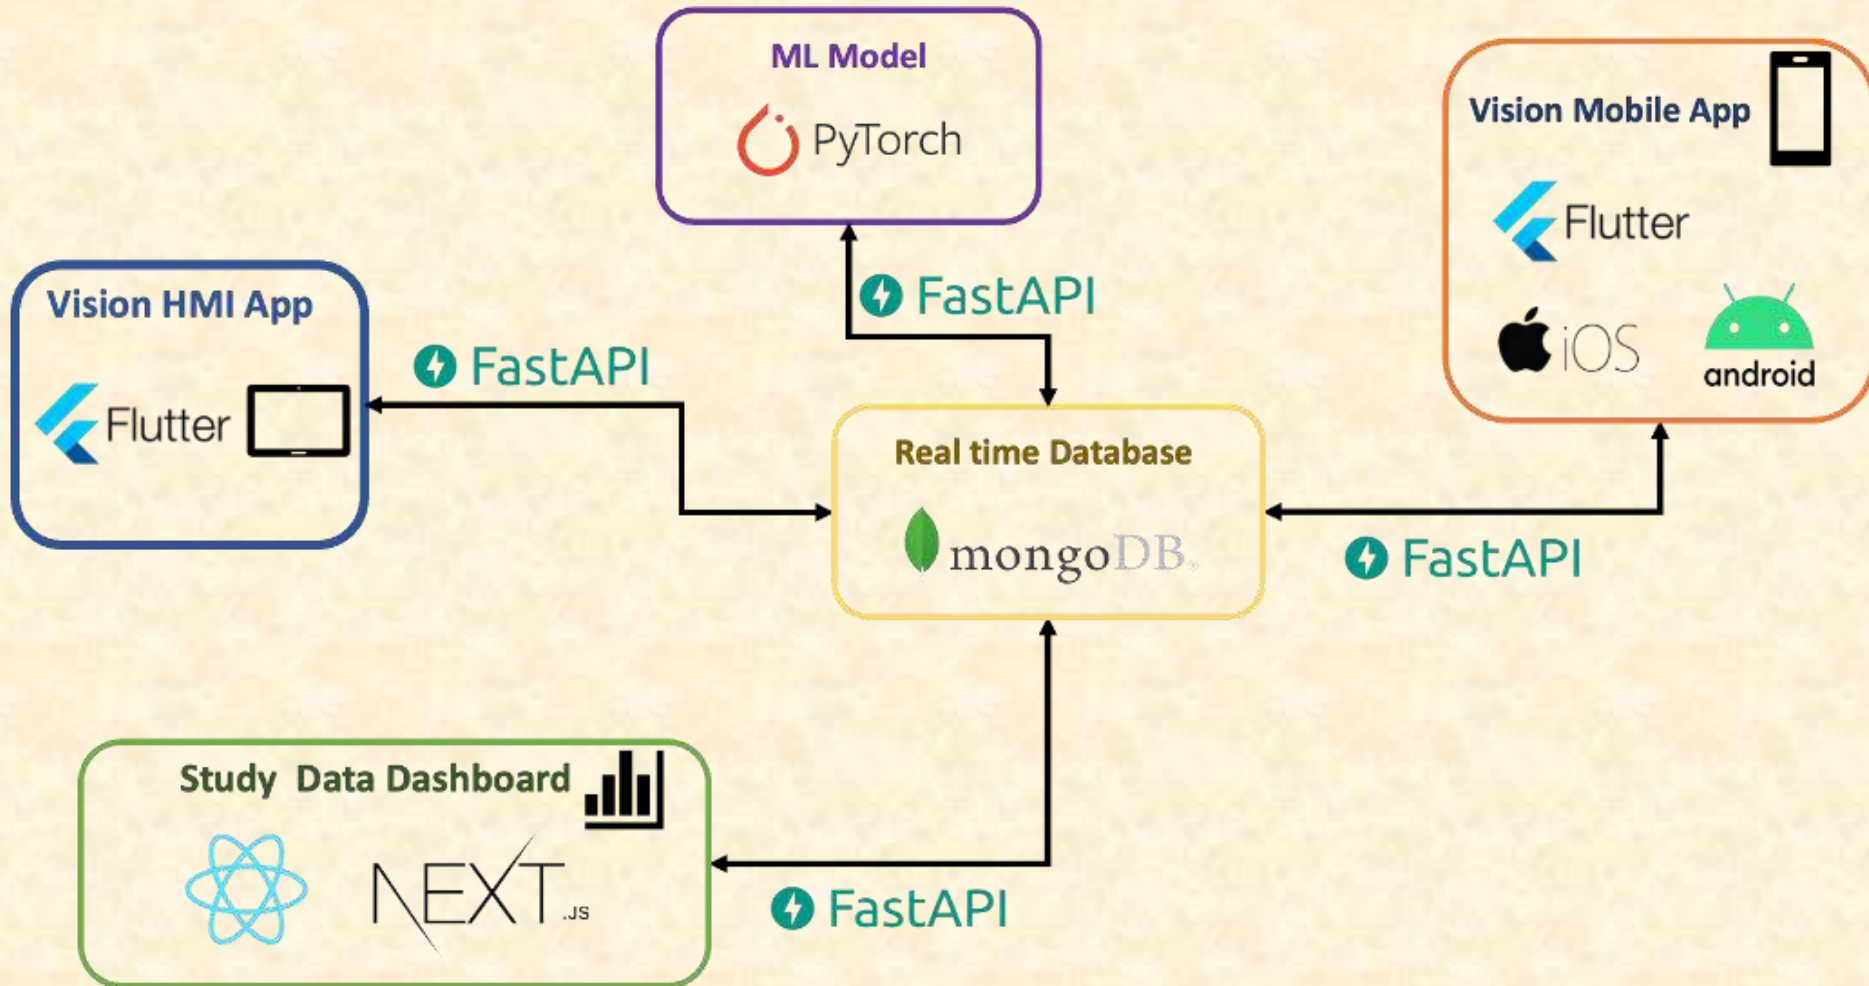 ML Model
PyTorch
Vision Mobile App
Flutter
iOS
android
FastAPI
Vision HMI App
Flutter
FastAPI
Real time Database
mongoDB
FastAPI
Study Data Dashboard
NEXT.JS
FastAPI